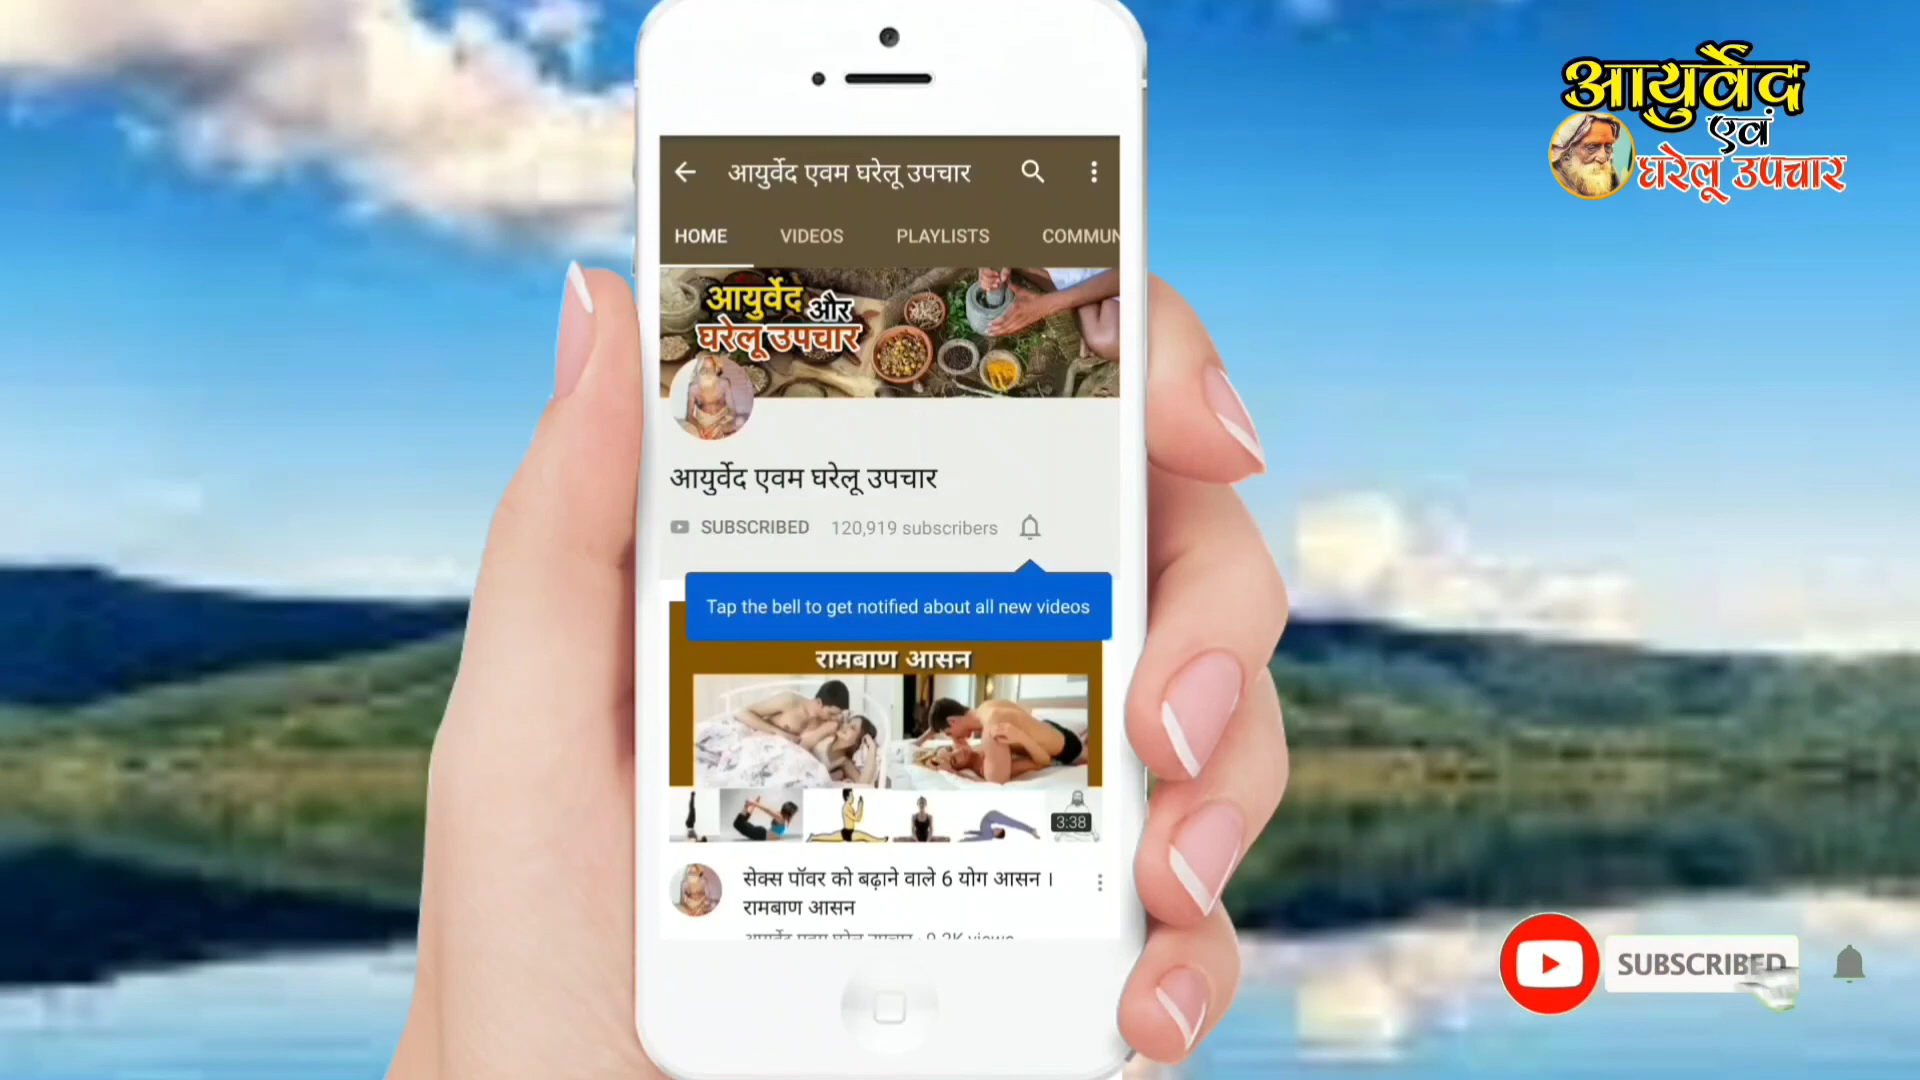 आयुर्वेद
एवं
घरेलू उपचार
आयुर्वेद एवम घरेलू उपचार
HOME VIDEOS PLAYLISTS COMMUN
आयुर्वेद और
घरेलू उपचार
आयुर्वेद एवम घरेलू उपचार
SUBSCRIBED 120,919 subscribers
Tap the bell to get notified about all new videos
रामबाण आसन
3:38
सेक्स पॉवर को बढ़ाने वाले 6 योग आसन ।
रामबाण आसन
SUBSCRIBED